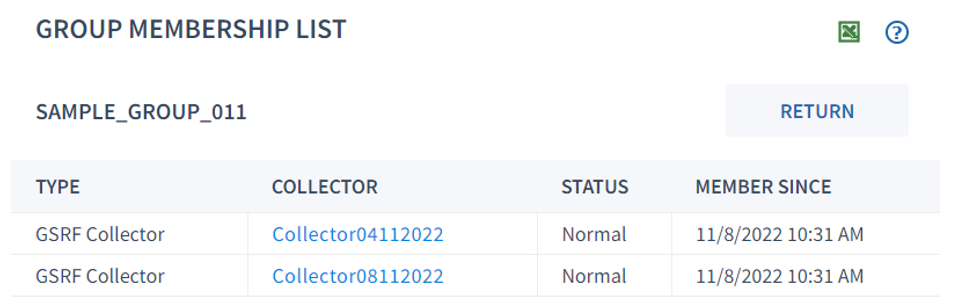 GROUP MEMBERSHIP LIST
SAMPLE_GROUP_011
RETURN
TYPE COLLECTOR STATUS MEMBER SINCE
GSRF Collector Collector04112022 Normal 11/8/2022 10:31 AM
GSRF Collector Collector08112022 Normal 11/8/2022 10:31 AM